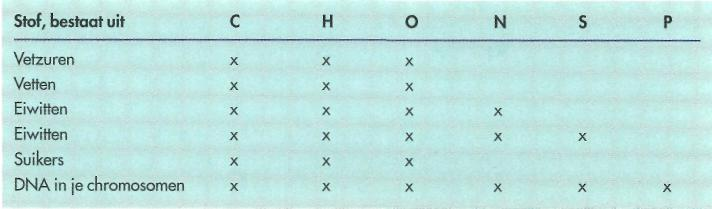 Stof, bestaat uit C H O N S P
Vetzuren x x x
Vetten x x x
Eiwitten x x x x
Eiwitten x x x x x
Suikers x x x
DNA in je chromosomen x x x x x x